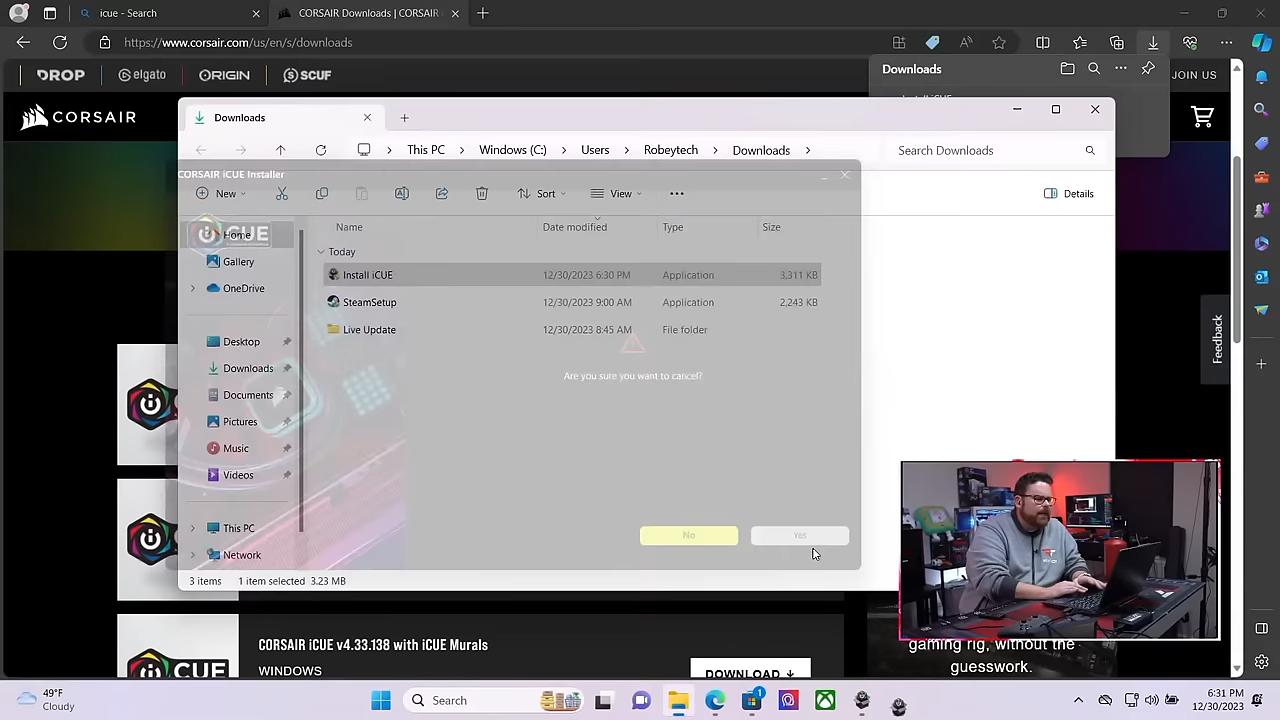 icue - Search
CORSAIR Downloads | CORSAIR
https://www.corsair.com/us/en/s/downloads
DROP
elgato
ORIGIN
SCUF
Downloads
JOIN US
CORSAIR
Downloads
This PC
Windows (C:)
Users
Robeytech
Downloads
Search Downloads
CORSAIR iCUE Installer
New
Sort
View
Details
Home
iCUE
Name
Date modified
Type
Size
Today
Gallery
Install iCUE
12/30/2023 6:30 PM
Application
3,311 KB
OneDrive
SteamSetup
12/30/2023 9:00 AM
Application
2,243 KB
Live Update
12/30/2023 8:45 AM
File folder
Desktop
Downloads
Documents
Pictures
Music
Videos
This PC
Network
Are you sure you want to cancel?
No
Yes
Feedback
3 items
1 item selected
3.23 MB
CORSAIR iCUE v4.33.138 with iCUE Murals
WINDOWS
CUE
DOWNLOAD
gaming rig, without the
guesswork.
49°F
Cloudy
Search
1
6:31 PM
12/30/2023